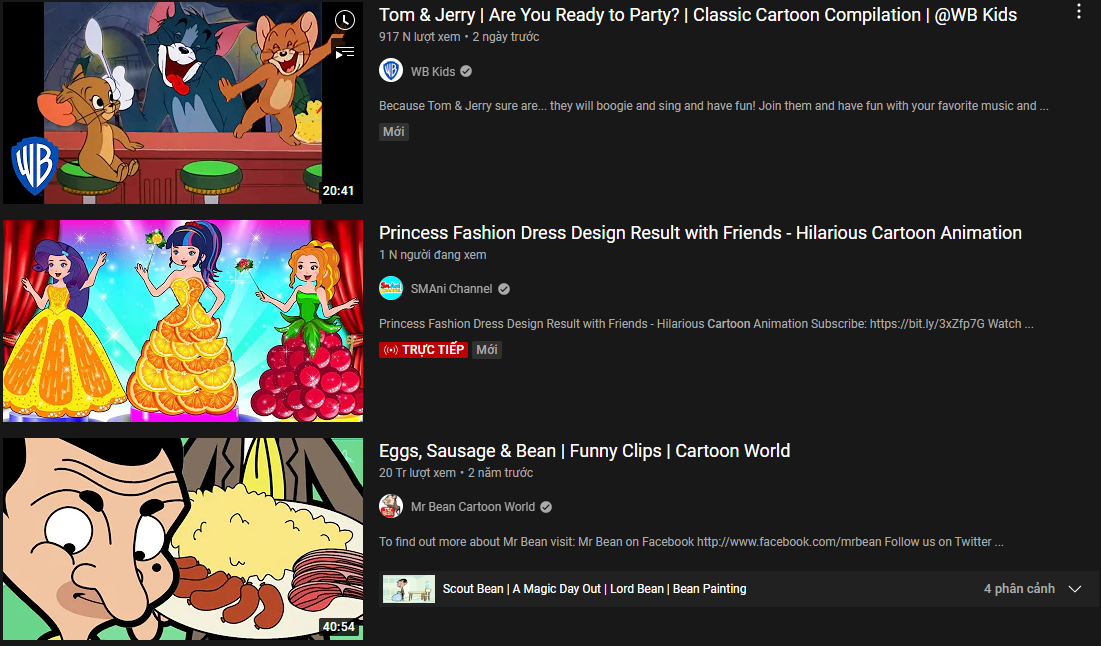 Tom & Jerry | Are You Ready to Party? | Classic Cartoon Compilation | @WB Kids
917 N lượt xem • 2 ngày trước
WB Kids
Because Tom & Jerry sure are... they will boogie and sing and have fun! Join them and have fun with your favorite music and ...
Mới
WB
20:41
Princess Fashion Dress Design Result with Friends - Hilarious Cartoon Animation
1 N người đang xem
SMAni Channel
Princess Fashion Dress Design Result with Friends - Hilarious Cartoon Animation Subscribe: https://bit.ly/3xZfp7G Watch ...
TRỰC TIẾP Mới
Eggs, Sausage & Bean | Funny Clips | Cartoon World
20 Tr lượt xem • 2 năm trước
Mr Bean Cartoon World
To find out more about Mr Bean visit: Mr Bean on Facebook http://www.facebook.com/mrbean Follow us on Twitter ...
Scout Bean | A Magic Day Out | Lord Bean | Bean Painting 4 phân cảnh
40:54